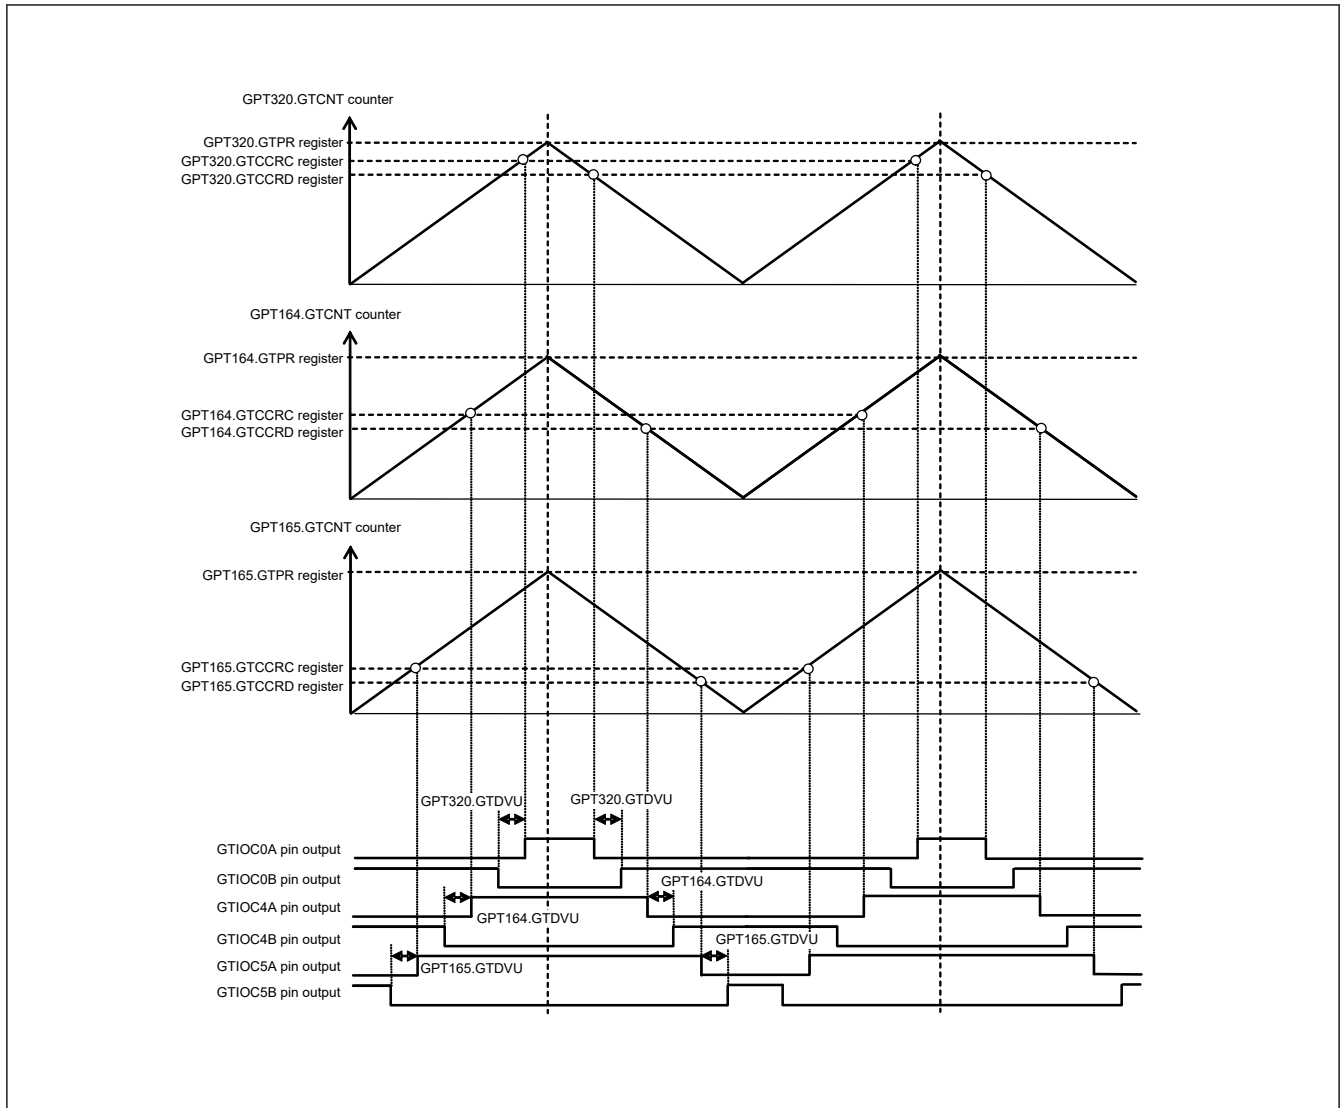 GPT320.GTCNT counter
GPT320.GTPR register
GPT320.GTCCRC register
GPT320.GTCCRD register
GPT164.GTCNT counter
GPT164.GTPR register
GPT164.GTCCRC register
GPT164.GTCCRD register
GPT165.GTCNT counter
GPT165.GTPR register
GPT165.GTCCRC register
GPT165.GTCCRD register
GPT320.GTDVU GPT320.GTDVU
GTIOC0A pin output
GTIOC0B pin output
GPT164.GTDVU
GTIOC4A pin output
GPT164.GTDVU
GTIOC4B pin output
GPT165.GTDVU
GTIOC5A pin output
GPT165.GTDVU
GTIOC5B pin output